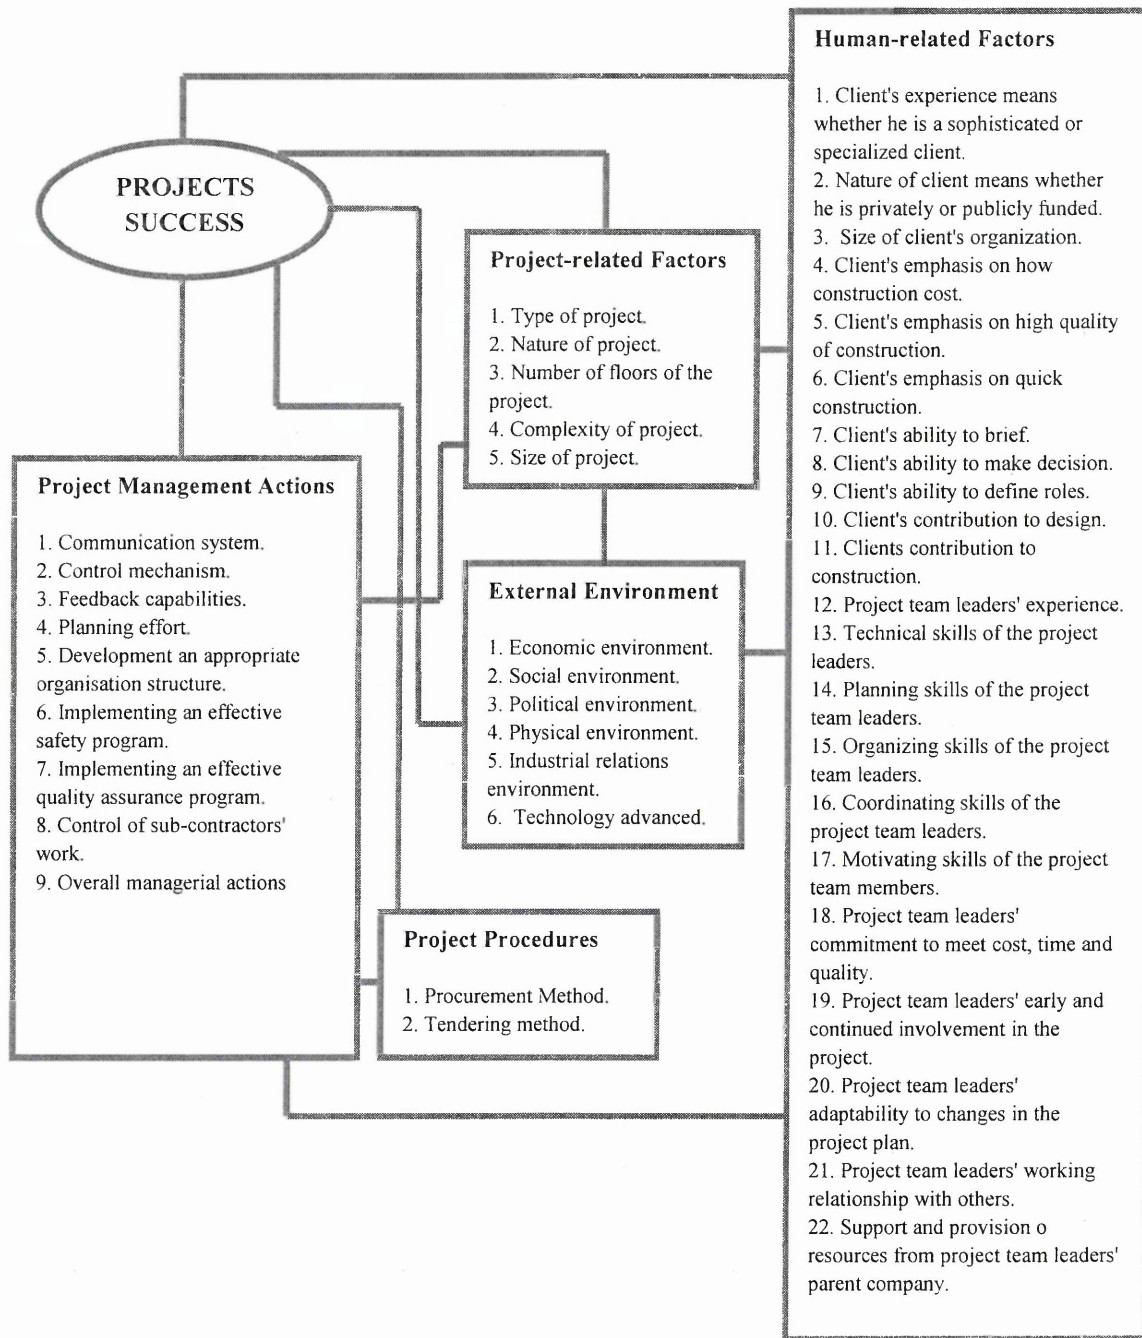 PROJECTS
SUCCESS
Project Management Actions
1. Communication system.
2. Control mechanism.
3. Feedback capabilities.
4. Planning effort.
5. Development an appropriate
organisation structure.
6. Implementing an effective
safety program.
7. Implementing an effective
quality assurance program.
8. Control of sub-contractors'
work.
9. Overall managerial actions
Project-related Factors
1. Type of project.
2. Nature of project.
3. Number of floors of the
project.
4. Complexity of project.
5. Size of project.
External Environment
1. Economic environment.
2. Social environment.
3. Political environment.
4. Physical environment.
5. Industrial relations
environment.
6. Technology advanced.
Project Procedures
1. Procurement Method.
2. Tendering method.
Human-related Factors
1. Client's experience means
whether he is a sophisticated or
specialized client.
2. Nature of client means whether
he is privately or publicly funded.
3. Size of client's organization.
4. Client's emphasis on how
construction cost.
5. Client's emphasis on high quality
of construction.
6. Client's emphasis on quick
construction.
7. Client's ability to brief.
8. Client's ability to make decision.
9. Client's ability to define roles.
10. Client's contribution to design.
11. Clients contribution to
construction.
12. Project team leaders' experience.
13. Technical skills of the project
leaders.
14. Planning skills of the project
team leaders.
15. Organizing skills of the project
team leaders.
16. Coordinating skills of the
project team leaders.
17. Motivating skills of the project
team members.
18. Project team leaders'
commitment to meet cost, time and
quality.
19. Project team leaders' early and
continued involvement in the
project.
20. Project team leaders'
adaptability to changes in the
project plan.
21. Project team leaders' working
relationship with others.
22. Support and provision o
resources from project team leaders'
parent company.